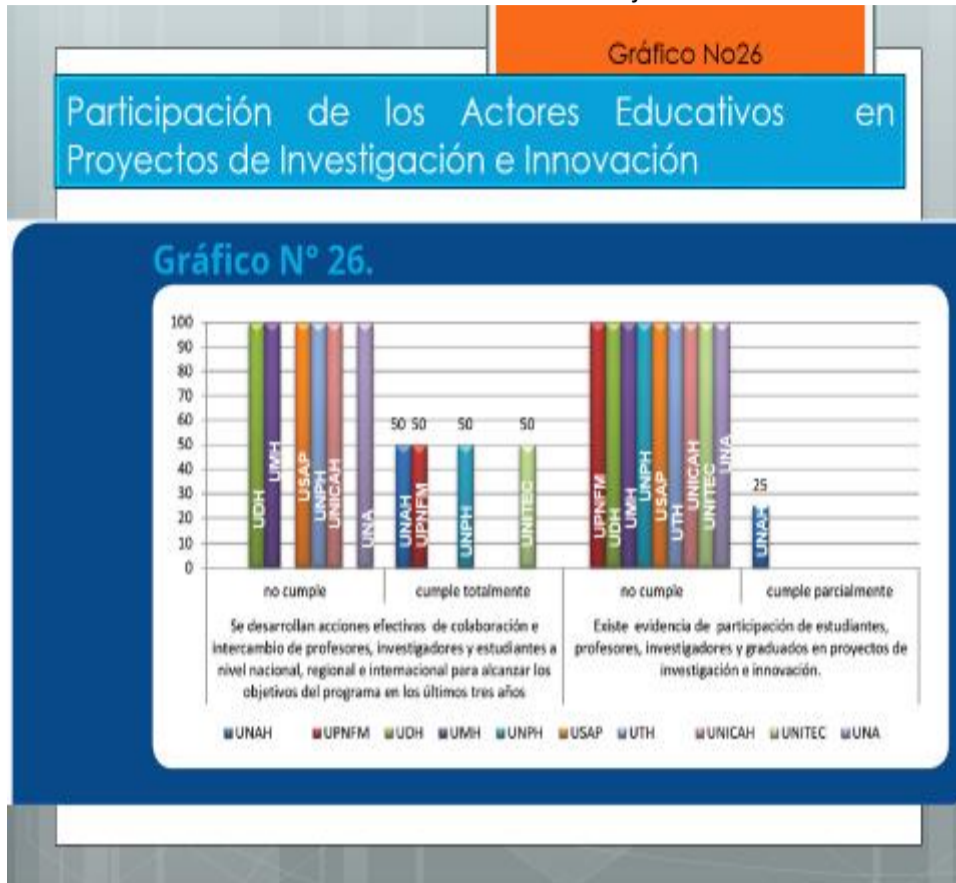 Gráfico No26
Participación de los Actores Educativos en
Proyectos de Investigación e Innovación
Gráfico N° 26.
100
90
80
70
60
50
40
30
20
10
0
UDH
UMH
USAP
UNPH
UNICAH
UNA
50 50 50 50
UNAH
UPNFM
UNPH
UNITEC
UPNFM
UDH
UMH
UNPH
USAP
UTH
UNICAH
UNITEC
UNA
25
UNAH
no cumple cumple totalmente no cumple cumple parcialmente
Se desarrollan acciones efectivas de colaboración e
intercambio de profesores, investigadores y estudiantes a
nivel nacional, regional e internacional para alcanzar los
objetivos del programa en los últimos tres años
Existe evidencia de participación de estudiantes,
profesores, investigadores y graduados en proyectos de
investigación e innovación.
UNAH UPNFM UDH UMH UNPH USAP UTH UNICAH UNITEC UNA